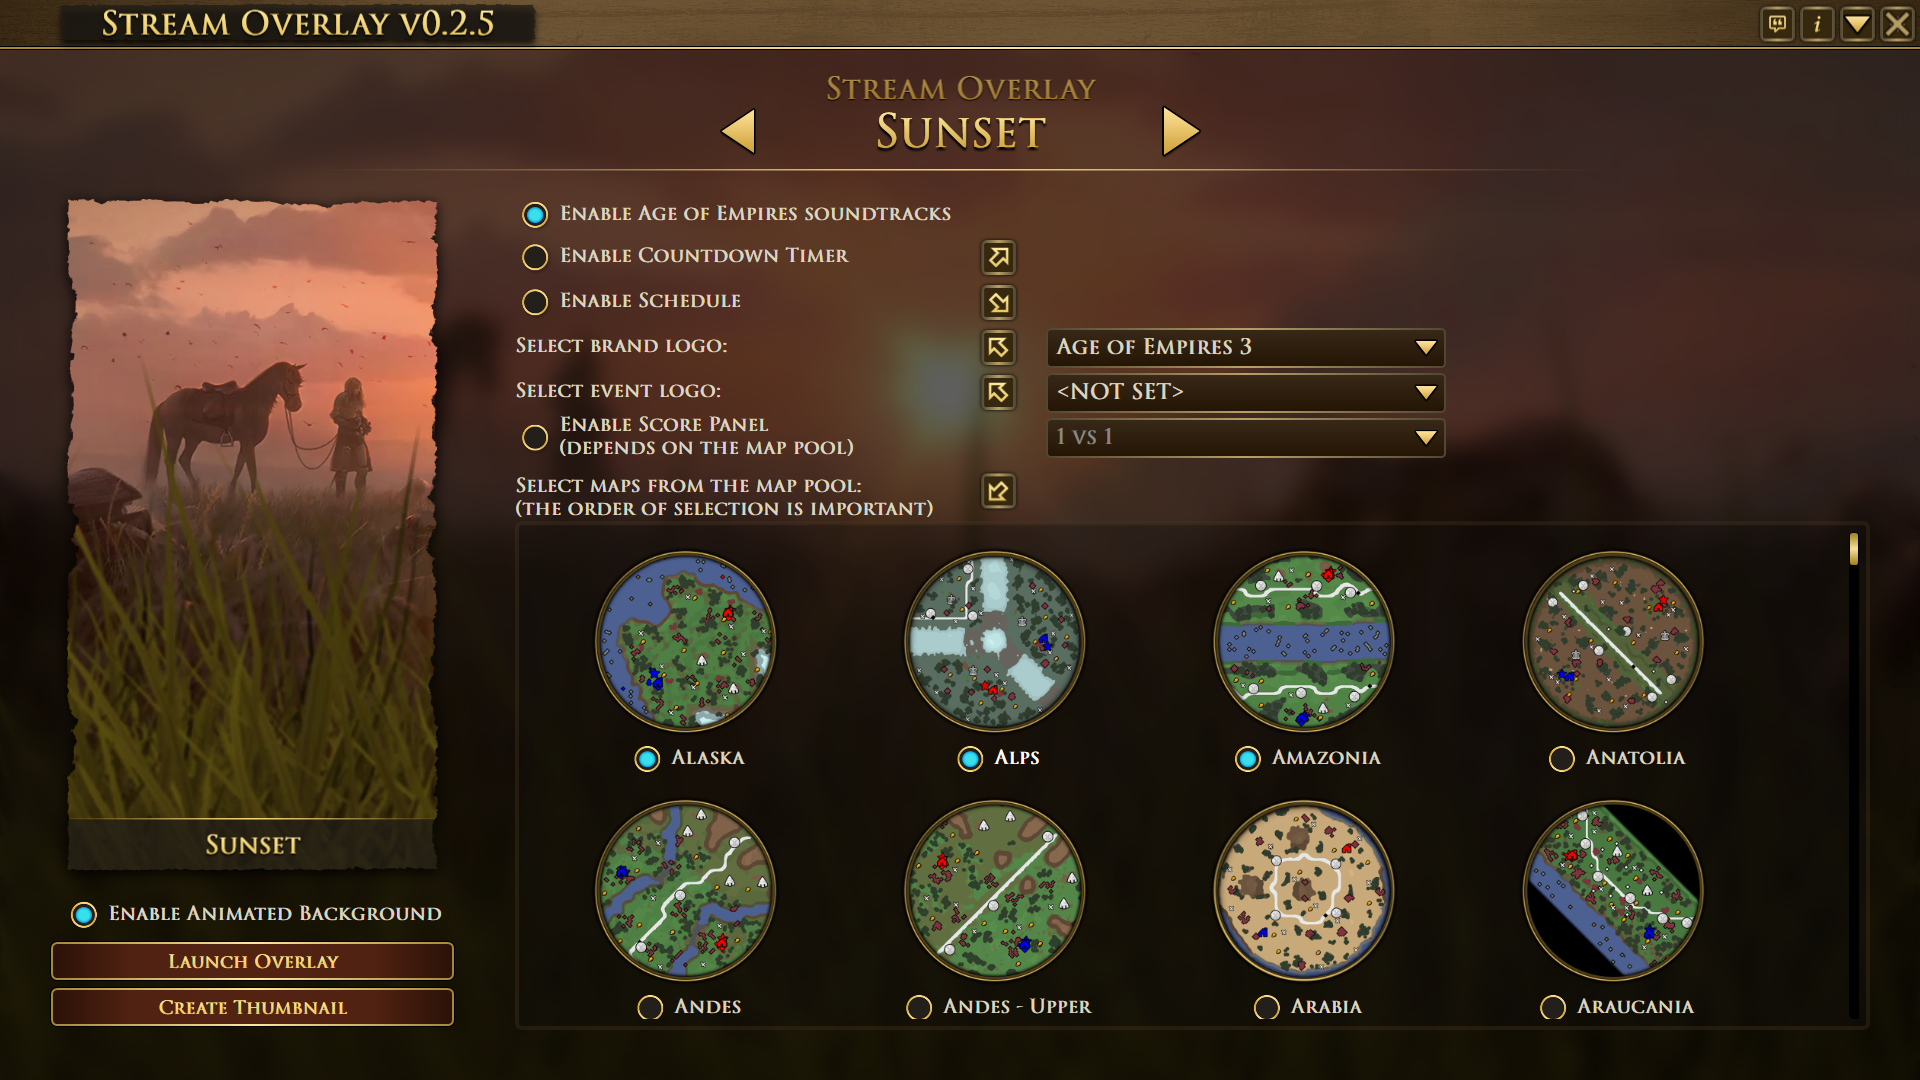 Stream Overlay v0.2.5
i
Stream Overlay
Sunset
Enable Age of Empires soundtracks
Enable Countdown Timer
Enable Schedule
Select brand logo:
Age of Empires 3
Select event logo:
<not set>
Enable Score Panel
(depends on the map pool)
1 vs 1
Select maps from the map pool:
(the order of selection is important)
Alaska
Alps
Amazonia
Anatolia
Andes
Andes - Upper
Arabia
Araucania
Sunset
Enable Animated Background
Launch Overlay
Create Thumbnail